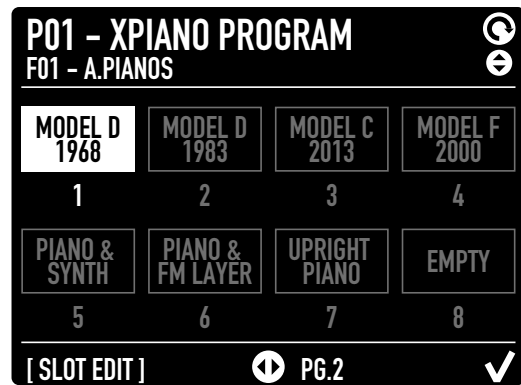 P01 - XPIANO PROGRAM
F01 - A.PIANOS
MODEL D
1968
MODEL D
1983
MODEL C
2013
MODEL F
2000
1
2
3
4
PIANO &
SYNTH
PIANO &
FM LAYER
UPRIGHT
PIANO
EMPTY
5
6
7
8
[ SLOT EDIT ]
PG.2